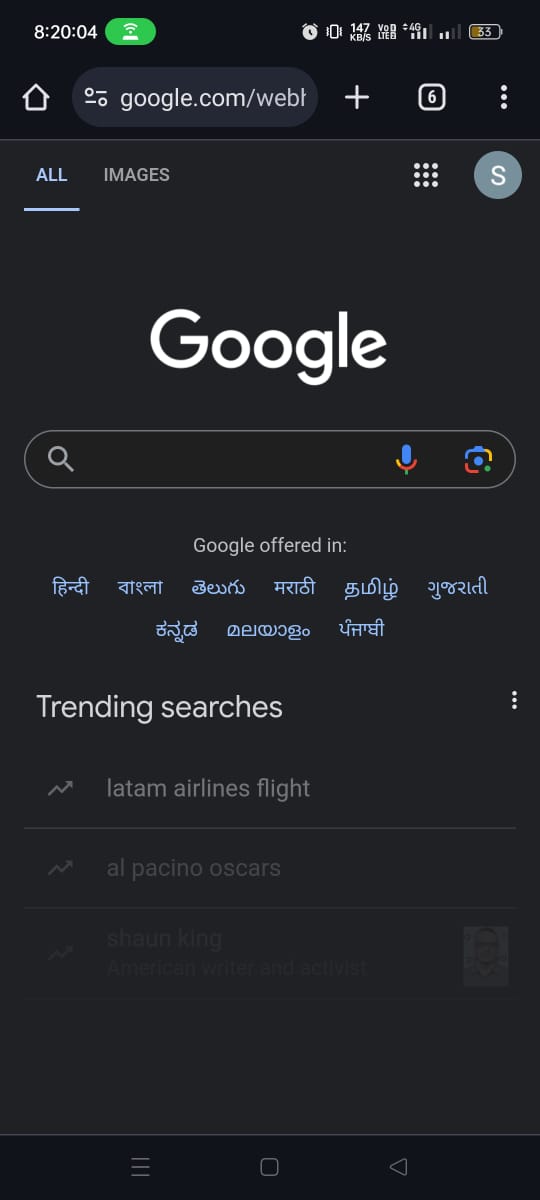 8:20:04 147 KB/S Vo LTE 4G 33
google.com/webh 6
ALL IMAGES S
Google
Google offered in:
हिन्दी বাংলা తెలుగు मराठी தமிழ் ગુજરાતી
ಕನ್ನಡ മലയാളം ਪੰਜਾਬੀ
Trending searches
latam airlines flight
al pacino oscars
shaun king
American writer and activist